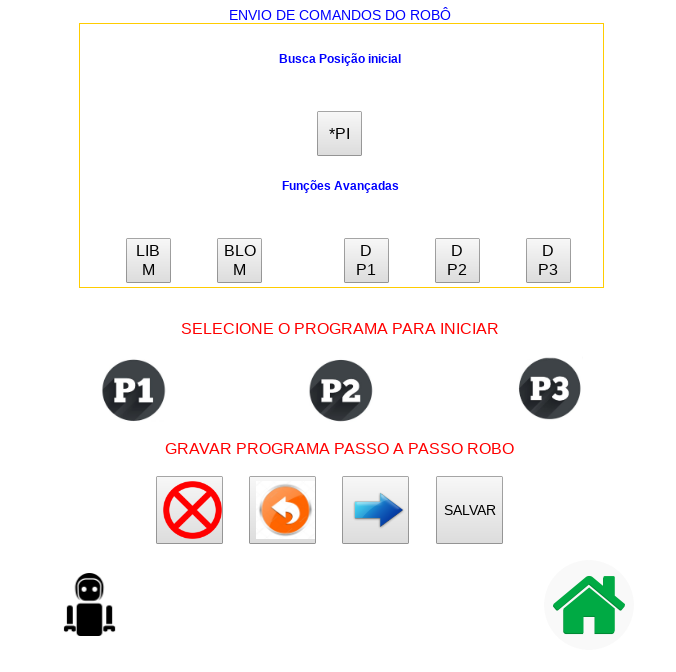 ENVIO DE COMANDOS DO ROBÔ
Busca Posição inicial
*PI
Funções Avançadas
LIB M
BLO M
D P1
D P2
D P3
SELECIONE O PROGRAMA PARA INICIAR
P1 P2 P3
GRAVAR PROGRAMA PASSO A PASSO ROBO
SALVAR